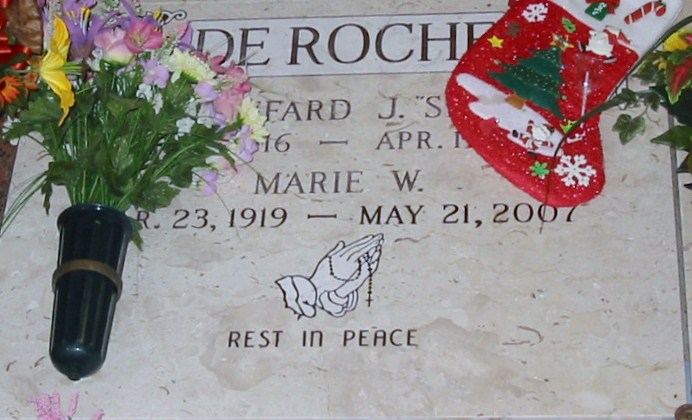 DE ROCHE
FARD J. "S
16 — APR. 1
MARIE W.
R. 23, 1919 — MAY 21, 2007
REST IN PEACE